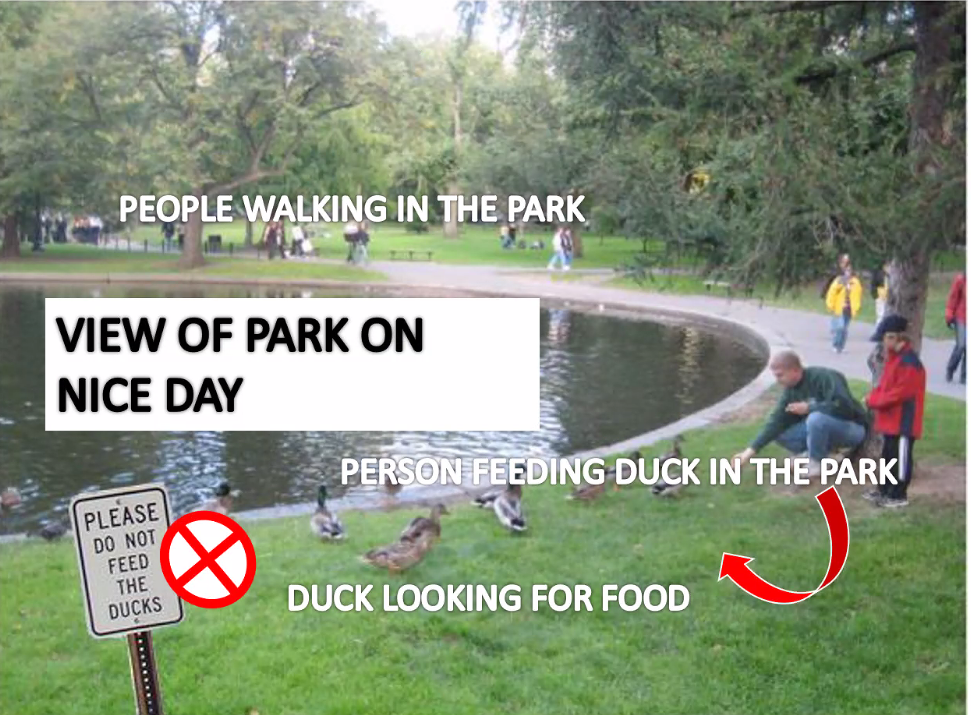 PEOPLE WALKING IN THE PARK
VIEW OF PARK ON
NICE DAY
PERSON FEEDING DUCK IN THE PARK
PLEASE
DO NOT
FEED
THE
DUCKS
DUCK LOOKING FOR FOOD